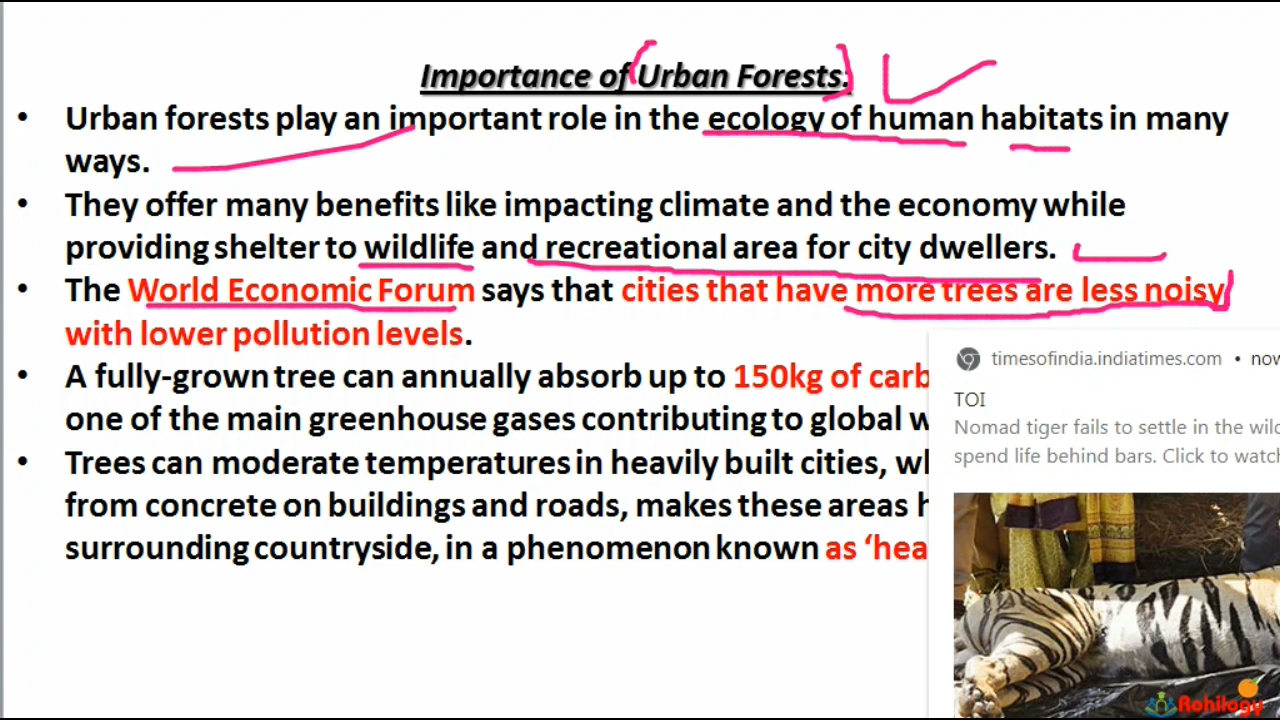 Importance of Urban Forests:
• Urban forests play an important role in the ecology of human habitats in many
ways.
• They offer many benefits like impacting climate and the economy while
providing shelter to wildlife and recreational area for city dwellers.
• The World Economic Forum says that cities that have more trees are less noisy
with lower pollution levels.
• A fully-grown tree can annually absorb up to 150kg of carb
one of the main greenhouse gases contributing to global w
• Trees can moderate temperatures in heavily built cities, wh
from concrete on buildings and roads, makes these areas h
surrounding countryside, in a phenomenon known as ‘hea
timesofindia.indiatimes.com • now
TOI
Nomad tiger fails to settle in the wild
spend life behind bars. Click to watch
Rohilogy